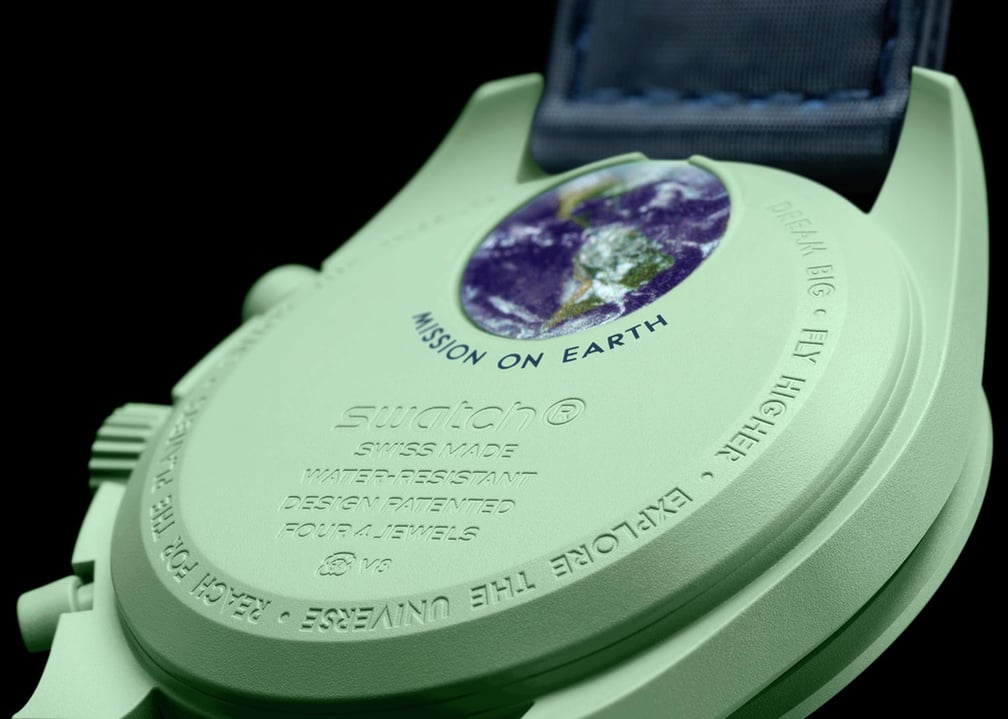 MISSION ON EARTH
swatch®
SWISS MADE
WATER-RESISTANT
DESIGN PATENTED
FOUR 4 JEWELS
V8
DREAM BIG • FLY HIGHER • EXPLORE THE UNIVERSE • REACH FOR THE PLANETS •